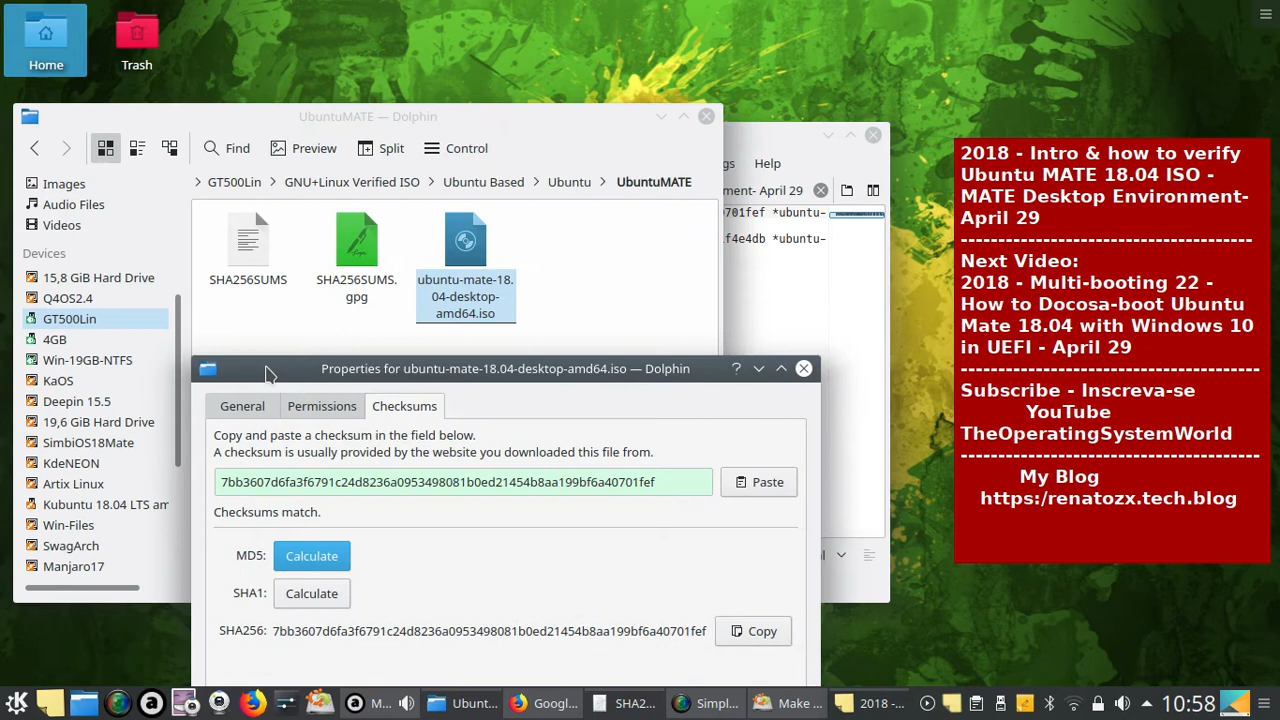 Home
Trash
UbuntuMATE — Dolphin
Find
Preview
Split
Control
Images
Audio Files
Videos
Devices
15,8 GiB Hard Drive
Q4OS2.4
GT500Lin
4GB
Win-19GB-NTFS
KaOS
Deepin 15.5
19,6 GiB Hard Drive
SimbiOS18Mate
KdeNEON
Artix Linux
Kubuntu 18.04 LTS am
Win-Files
SwagArch
Manjaro17
GT500Lin
GNU+Linux Verified ISO
Ubuntu Based
Ubuntu
UbuntuMATE
SHA256SUMS
SHA256SUMS.
gpg
ubuntu-mate-18.
04-desktop-
amd64.iso
gs Help
ment- April 29
701fef *ubuntu-
f4e4db *ubuntu-
Properties for ubuntu-mate-18.04-desktop-amd64.iso — Dolphin
General
Permissions
Checksums
Copy and paste a checksum in the field below.
A checksum is usually provided by the website you downloaded this file from.
7bb3607d6fa3f6791c24d8236a0953498081b0ed21454b8aa199bf6a40701fef
Paste
Checksums match.
MD5: Calculate
SHA1: Calculate
SHA256: 7bb3607d6fa3f6791c24d8236a0953498081b0ed21454b8aa199bf6a40701fef
Copy
2018 - Intro & how to verify
Ubuntu MATE 18.04 ISO -
MATE Desktop Environment-
April 29
-----------------------------------
Next Video:
2018 - Multi-booting 22 -
How to Docosa-boot Ubuntu
Mate 18.04 with Windows 10
in UEFI - April 29
------------------------------------
Subscribe - Inscreva-se
YouTube
TheOperatingSystemWorld
------------------------------------
My Blog
https:/renatozx.tech.blog
M...
Ubunt...
Googl...
SHA2...
Simpl...
Make ...
2018 -...
10:58